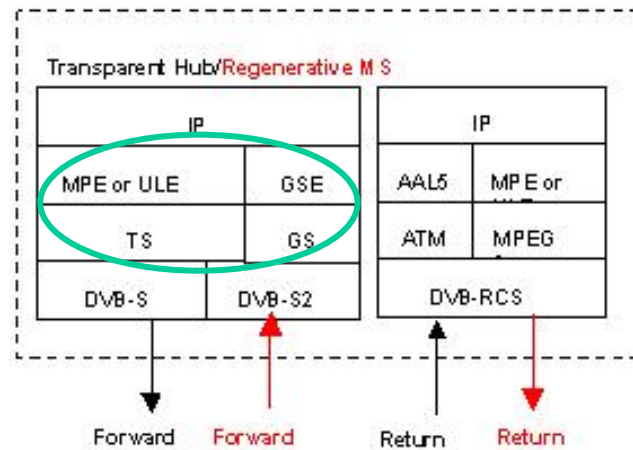 Transparent Hub/Regenerative MS
IP
IP
MPE or ULE
GSE
AAL5
MPE or
TS
GS
ATM
MPEG
DVB-S
DVB-S2
DVB-RCS
Forward
Forward
Return
Return